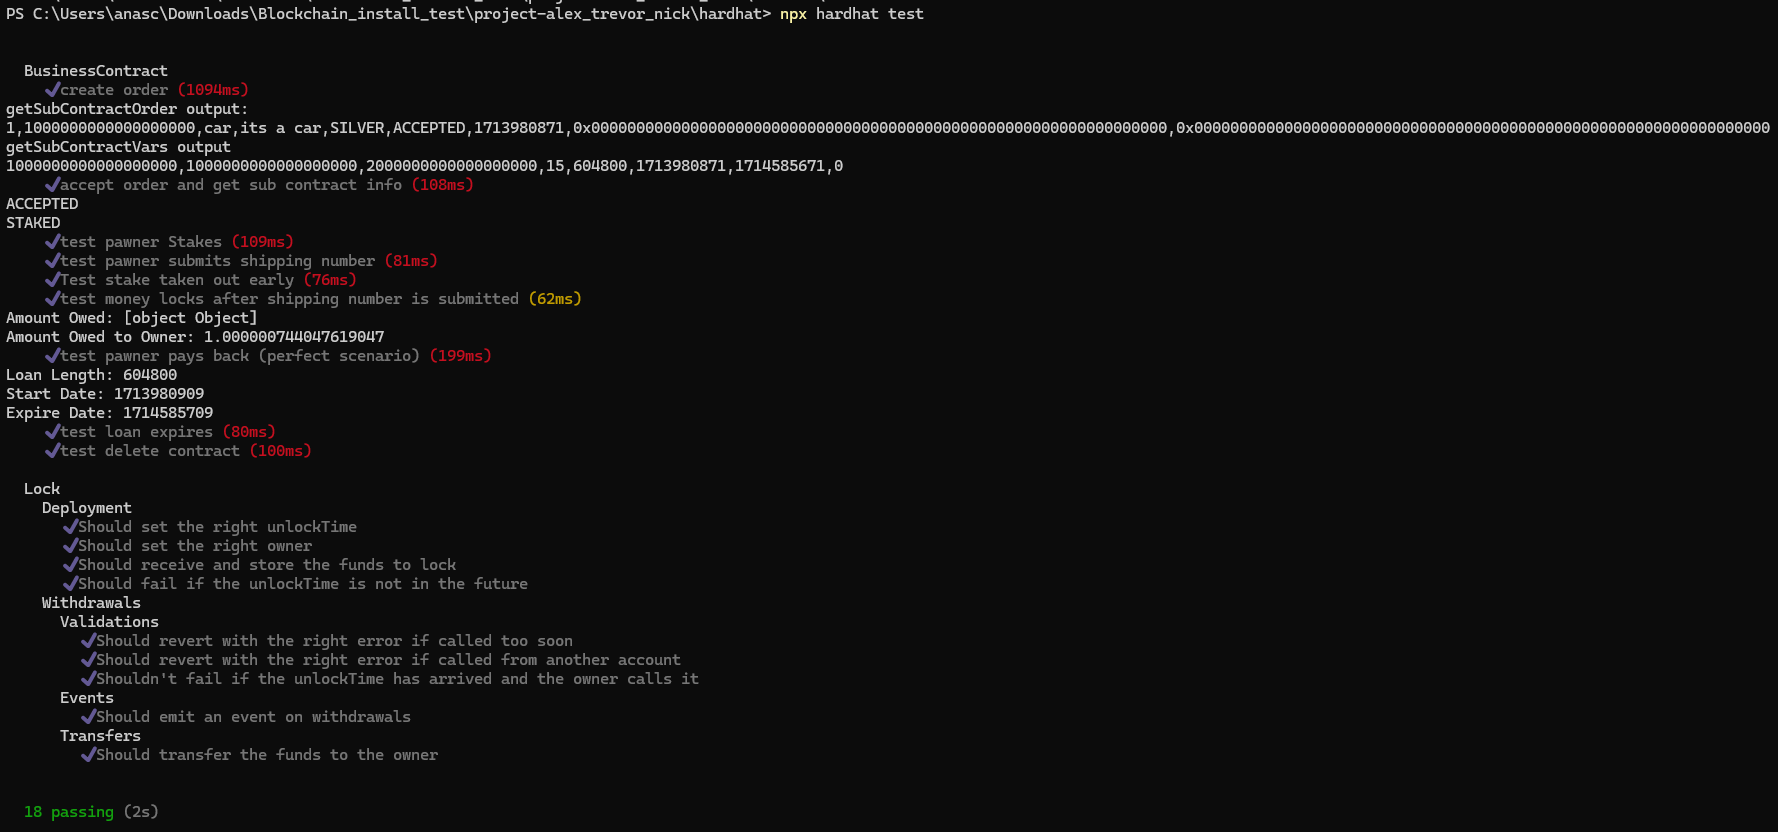 PS C:\Users\anasc\Downloads\Blockchain_install_test\project-alex_trevor_nick\hardhat> npx hardhat test
BusinessContract
✓create order (1094ms)
getSubContractOrder output:
1,1000000000000000000,car,its a car,SILVER,ACCEPTED,1713980871,0x0000000000000000000000000000000000000000000000000000000000000000,0x0000000000000000000000000000000000000000000000000000000000000000
getSubContractVars output
1000000000000000000,1000000000000000000,2000000000000000000,15,604800,1713980871,1714585671,0
✓accept order and get sub contract info (108ms)
ACCEPTED
STAKED
✓test pawner Stakes (109ms)
✓test pawner submits shipping number (81ms)
✓Test stake taken out early (76ms)
✓test money locks after shipping number is submitted (62ms)
Amount Owed: [object Object]
Amount Owed to Owner: 1.000000744047619047
✓test pawner pays back (perfect scenario) (199ms)
Loan Length: 604800
Start Date: 1713980909
Expire Date: 1714585709
✓test loan expires (80ms)
✓test delete contract (100ms)
Lock
Deployment
✓Should set the right unlockTime
✓Should set the right owner
✓Should receive and store the funds to lock
✓Should fail if the unlockTime is not in the future
Withdrawals
Validations
✓Should revert with the right error if called too soon
✓Should revert with the right error if called from another account
✓Shouldn't fail if the unlockTime has arrived and the owner calls it
Events
✓Should emit an event on withdrawals
Transfers
✓Should transfer the funds to the owner
18 passing (2s)